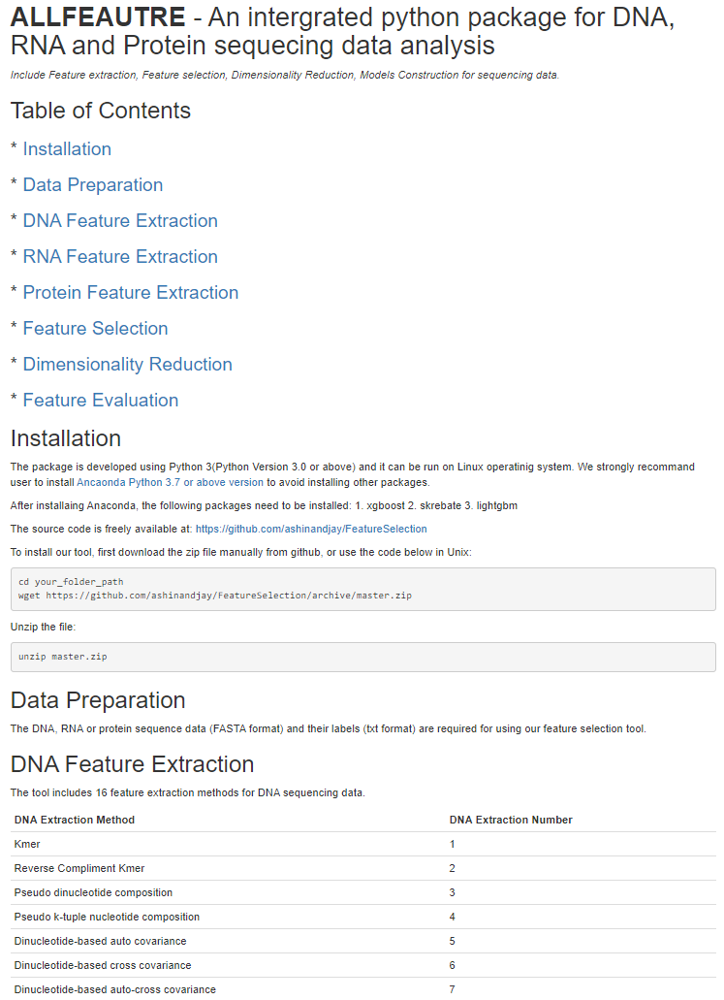 ALLFEAUTRE - An intergrated python package for DNA,
RNA and Protein sequecing data analysis
Include Feature extraction, Feature selection, Dimensionality Reduction, Models Construction for sequencing data.
Table of Contents
* Installation
* Data Preparation
* DNA Feature Extraction
* RNA Feature Extraction
* Protein Feature Extraction
* Feature Selection
* Dimensionality Reduction
* Feature Evaluation
Installation
The package is developed using Python 3(Python Version 3.0 or above) and it can be run on Linux operatinig system. We strongly recommand
user to install Ancaonda Python 3.7 or above version to avoid installing other packages.
After installaing Anaconda, the following packages need to be installed: 1. xgboost 2. skrebate 3. lightgbm
The source code is freely available at: https://github.com/ashinandjay/FeatureSelection
To install our tool, first download the zip file manually from github, or use the code below in Unix:
cd your_folder_path
wget https://github.com/ashinandjay/FeatureSelection/archive/master.zip
Unzip the file:
unzip master.zip
Data Preparation
The DNA, RNA or protein sequence data (FASTA format) and their labels (txt format) are required for using our feature selection tool.
DNA Feature Extraction
The tool includes 16 feature extraction methods for DNA sequencing data.
DNA Extraction Method DNA Extraction Number
Kmer 1
Reverse Compliment Kmer 2
Pseudo dinucleotide composition 3
Pseudo k-tuple nucleotide composition 4
Dinucleotide-based auto covariance 5
Dinucleotide-based cross covariance 6
Dinucleotide-based auto-cross covariance 7